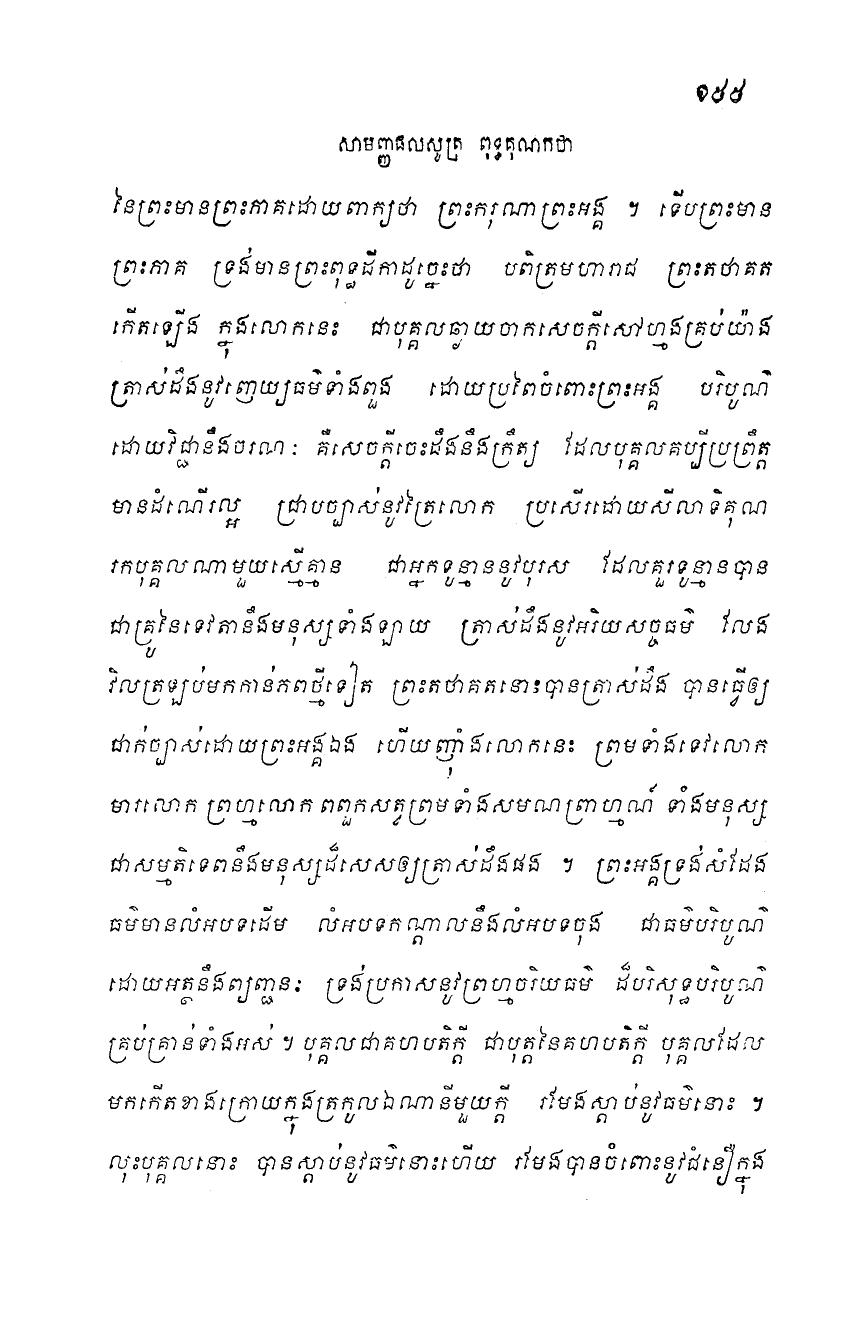 ១៥៥
សាមញ្ញផលសូត្រ ពុទ្ធគុណកថា
នៃព្រះមានព្រះភាគដោយពាក្យថា ព្រះករុណាព្រះអង្គ ។ ទើបព្រះមាន
ព្រះភាគ ទ្រង់មានព្រះពុទ្ធដីកាដូច្នេះថា បពិត្រមហារាជ ព្រះតថាគត
កើតឡើង ក្នុងលោកនេះ ជាបុគ្គលឆ្ងាយចាកសេចក្តីសៅហ្មងគ្រប់យ៉ាង
ត្រាស់ដឹងនូវញេយ្យធម៌ទាំងពួង ដោយប្រពៃចំពោះព្រះអង្គ បរិបូណ៌
ដោយវិជ្ជានឹងចរណៈ គឺសេចក្តីចេះដឹងនឹងក្រឹត្យ ដែលបុគ្គលគប្បីប្រព្រឹត្ត
មានដំណើរល្អ ជ្រាបច្បាស់នូវត្រៃលោក ប្រសើរដោយសីលាទិគុណ
រកបុគ្គលណាមួយស្មើគ្មាន ជាអ្នកទូន្មាននូវបុរស ដែលគួរទូន្មានបាន
ជាគ្រូនៃទេវតានឹងមនុស្សទាំងឡាយ ត្រាស់ដឹងនូវអរិយសច្ចធម៌ លែង
វិលត្រឡប់មកកាន់ភពថ្មីទៀត ព្រះតថាគតនោះបានត្រាស់ដឹង បានធ្វើឲ្យ
ជាក់ច្បាស់ដោយព្រះអង្គឯង ហើយញ៉ាំងលោកនេះ ព្រមទាំងទេវលោក
មារលោក ព្រហ្មលោក ពពួកសត្វព្រមទាំងសមណព្រាហ្មណ៍ ទាំងមនុស្ស
ជាសម្មតិទេពនឹងមនុស្សដ៏សេសឲ្យត្រាស់ដឹងផង ។ ព្រះអង្គទ្រង់សំដែង
ធម៌មានលំអបទដើម លំអបទកណ្តាលនឹងលំអបទចុង ជាធម៌បរិបូណ៌
ដោយអត្ថនឹងព្យញ្ជនៈ ទ្រង់ប្រកាសនូវព្រហ្មចរិយធម៌ ដ៏បរិសុទ្ធបរិបូណ៌
គ្រប់គ្រាន់ទាំងអស់ ។ បុគ្គលជាគហបតិក្តី ជាបុត្តនៃគហបតិក្តី បុគ្គលដែល
មកកើតខាងក្រោយក្នុងត្រកូលឯណានីមួយក្តី រមែងស្តាប់នូវធម៌នោះ ។
លុះបុគ្គលនោះ បានស្តាប់នូវធម៌នោះហើយ រមែងបានចំពោះនូវជំនឿក្នុង